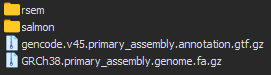 rsem
salmon
gencode.v45.primary_assembly.annotation.gtf.gz
GRCh38.primary_assembly.genome.fa.gz